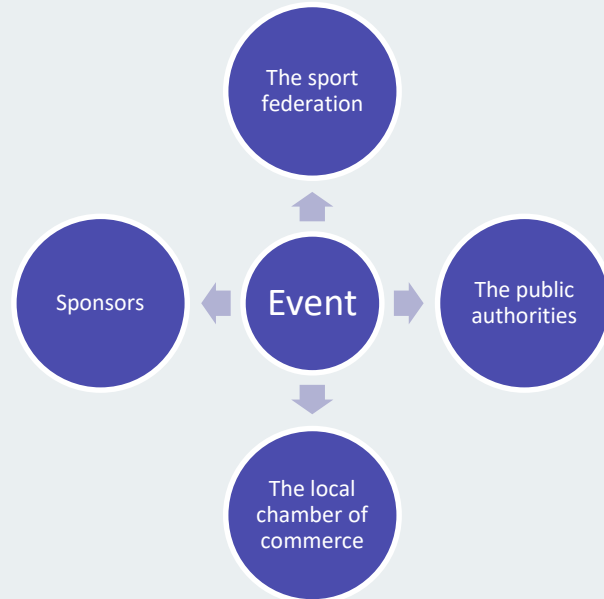 The sport
federation
Sponsors
Event
The public
authorities
The local
chamber of
commerce